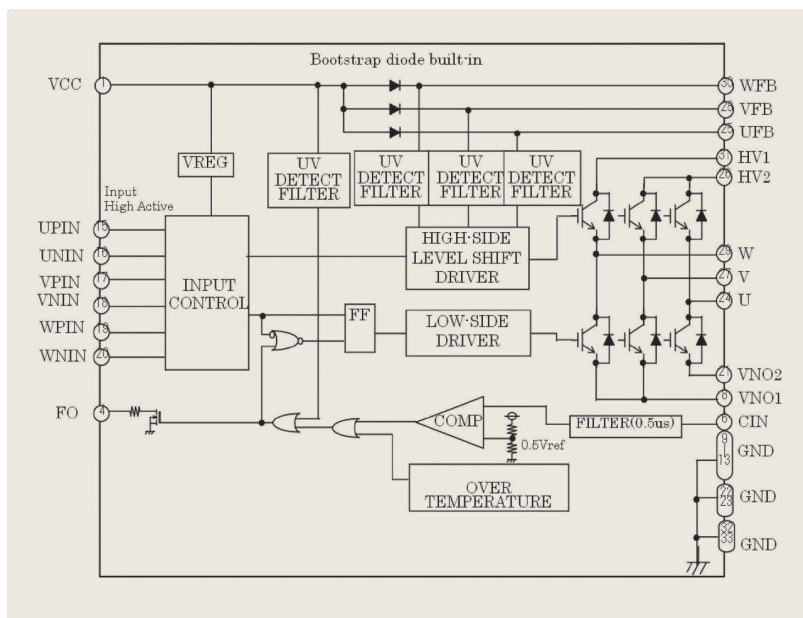 Bootstrap diode built-in
VCC
1
30
WFB
28
VFB
25
UFB
31
HV1
26
HV2
VREG
UV
DETECT
FILTER
UV
DETECT
FILTER
UV
DETECT
FILTER
UV
DETECT
FILTER
Input
High Active
UPIN
15
UNIN
16
VPIN
17
VNIN
18
WPIN
19
WNIN
20
INPUT
CONTROL
HIGH-SIDE
LEVEL SHIFT
DRIVER
29
W
27
V
24
U
FF
LOW-SIDE
DRIVER
21
VNO2
8
VNO1
FO
4
COMP
0.5Vref
FILTER(0.5us)
6
CIN
OVER
TEMPERATURE
9
13
GND
22
23
GND
32
33
GND